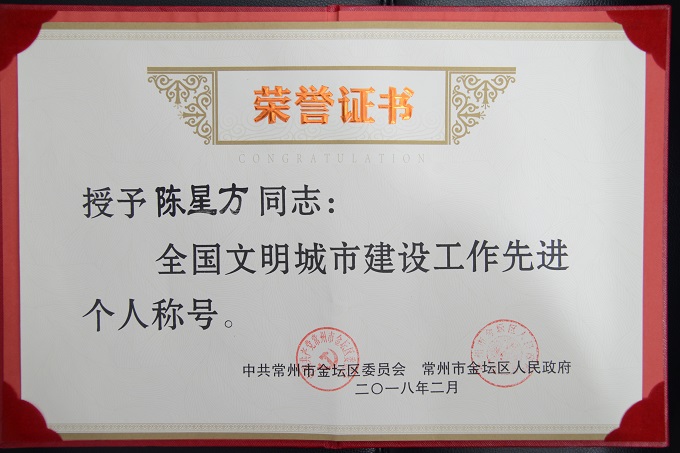 荣誉证书
CONGRATULATION
授予陈星方同志：
全国文明城市建设工作先进
个人称号。
中共常州市金坛区委员会 常州市金坛区人民政府
二〇一八年二月